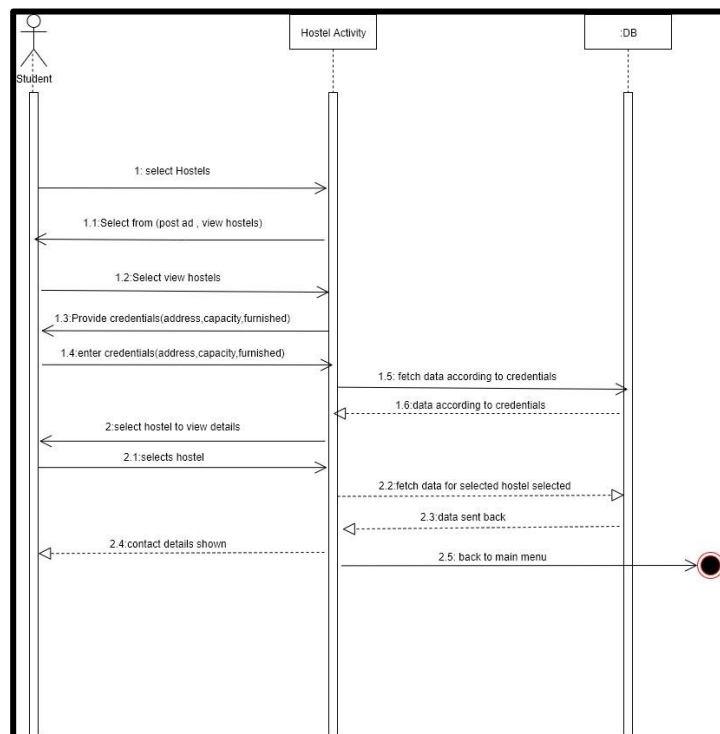 Hostel Activity
:DB
Student
1: select Hostels
1.1:Select from (post ad , view hostels)
1.2:Select view hostels
1.3:Provide credentials(address,capacity,furnished)
1.4:enter credentials(address,capacity,furnished)
1.5: fetch data according to credentials
1.6:data according to credentials
2:select hostel to view details
2.1:selects hostel
2.2:fetch data for selected hostel selected
2.3:data sent back
2.4:contact details shown
2.5: back to main menu